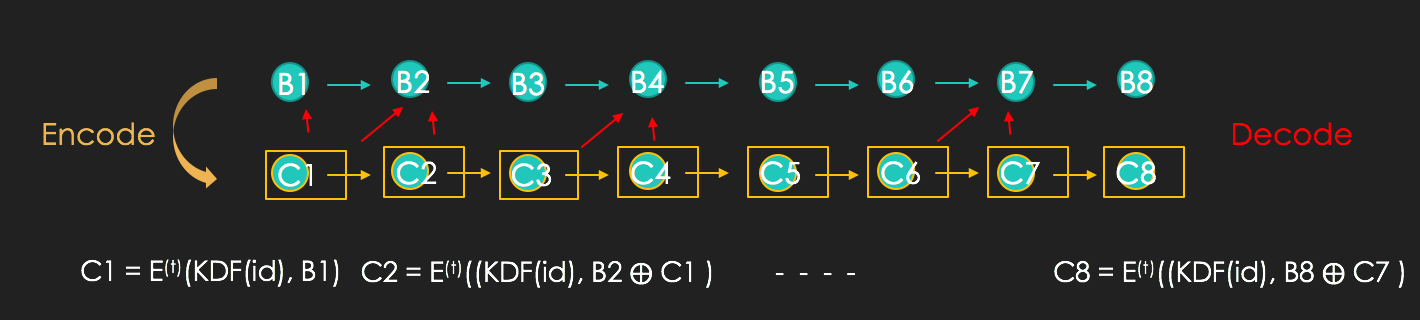 B1 B2 B3 B4 B5 B6 B7 B8
Encode
Decode
C1 C2 C3 C4 C5 C6 C7 C8
C1 = E⁽ᵗ⁾(KDF(id), B1) C2 = E⁽ᵗ⁾((KDF(id), B2 ⊕ C1 ) - - - - C8 = E⁽ᵗ⁾((KDF(id), B8 ⊕ C7 )